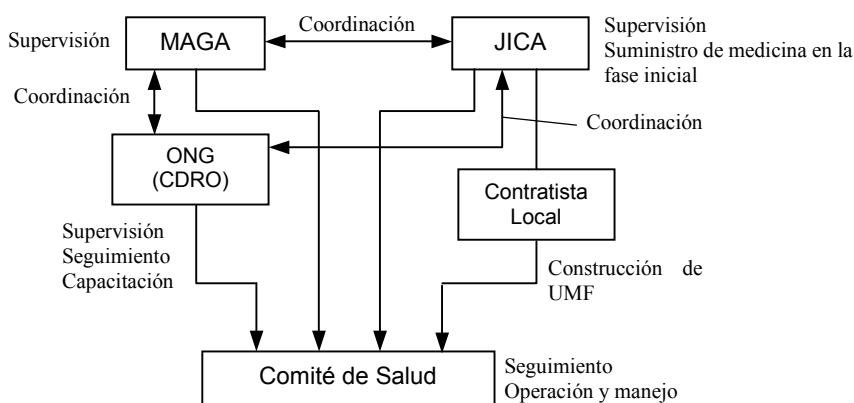 Supervisión
MAGA
Coordinación
JICA
Supervisión
Suministro de medicina en la
fase inicial
Coordinación
Coordinación
ONG
(CDRO)
Contratista
Local
Supervisión
Seguimiento
Capacitación
Construcción de
UMF
Comité de Salud
Seguimiento
Operación y manejo